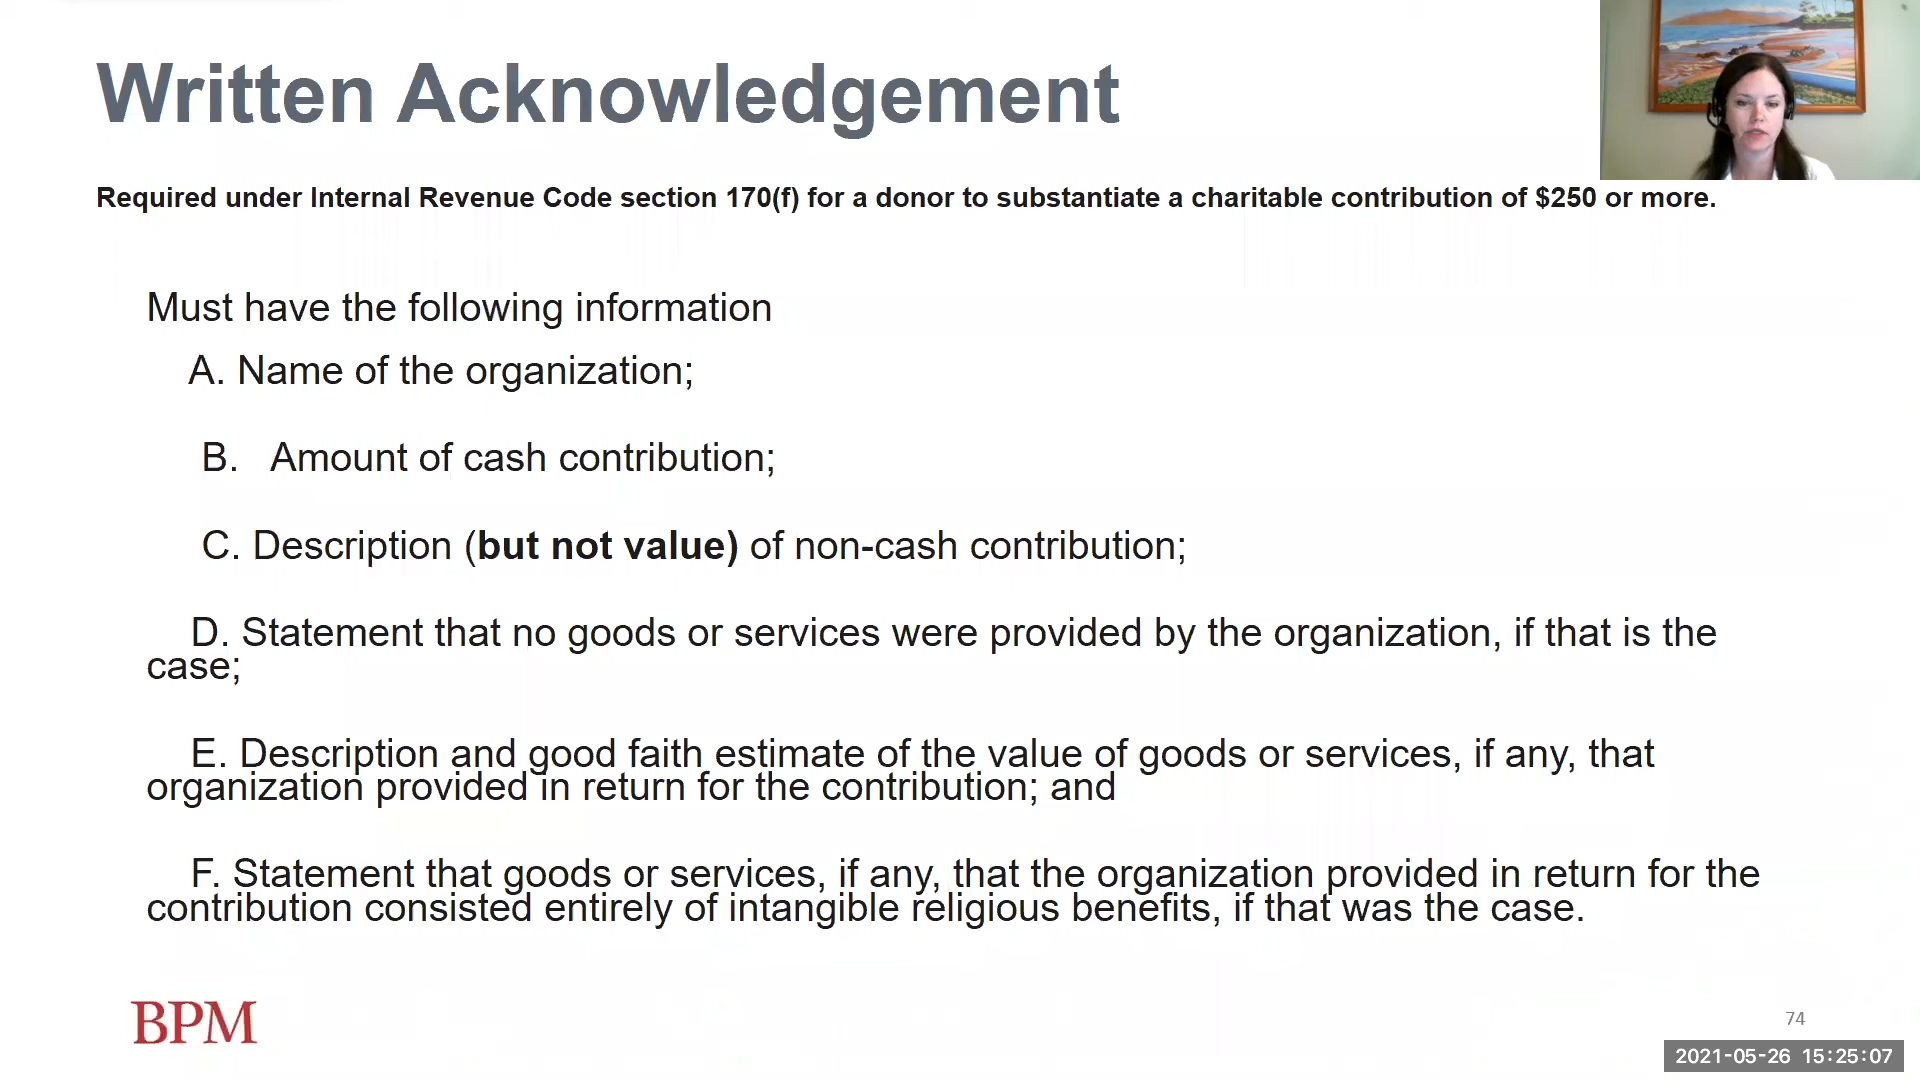 Written Acknowledgement
Required under Internal Revenue Code section 170(f) for a donor to substantiate a charitable contribution of $250 or more.
Must have the following information
A. Name of the organization;
B. Amount of cash contribution;
C. Description (but not value) of non-cash contribution;
D. Statement that no goods or services were provided by the organization, if that is the
case;
E. Description and good faith estimate of the value of goods or services, if any, that
organization provided in return for the contribution; and
F. Statement that goods or services, if any, that the organization provided in return for the
contribution consisted entirely of intangible religious benefits, if that was the case.
BPM
74
2021-05-26 15:25:07